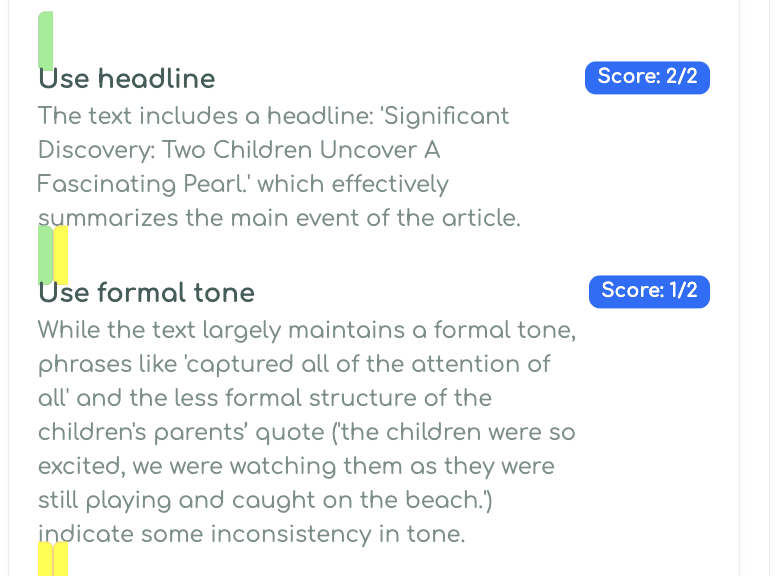 Use headline
Score: 2/2
The text includes a headline: 'Significant
Discovery: Two Children Uncover A
Fascinating Pearl.' which effectively
summarizes the main event of the article.
Use formal tone
Score: 1/2
While the text largely maintains a formal tone,
phrases like 'captured all of the attention of
all' and the less formal structure of the
children's parents’ quote ('the children were so
excited, we were watching them as they were
still playing and caught on the beach.')
indicate some inconsistency in tone.